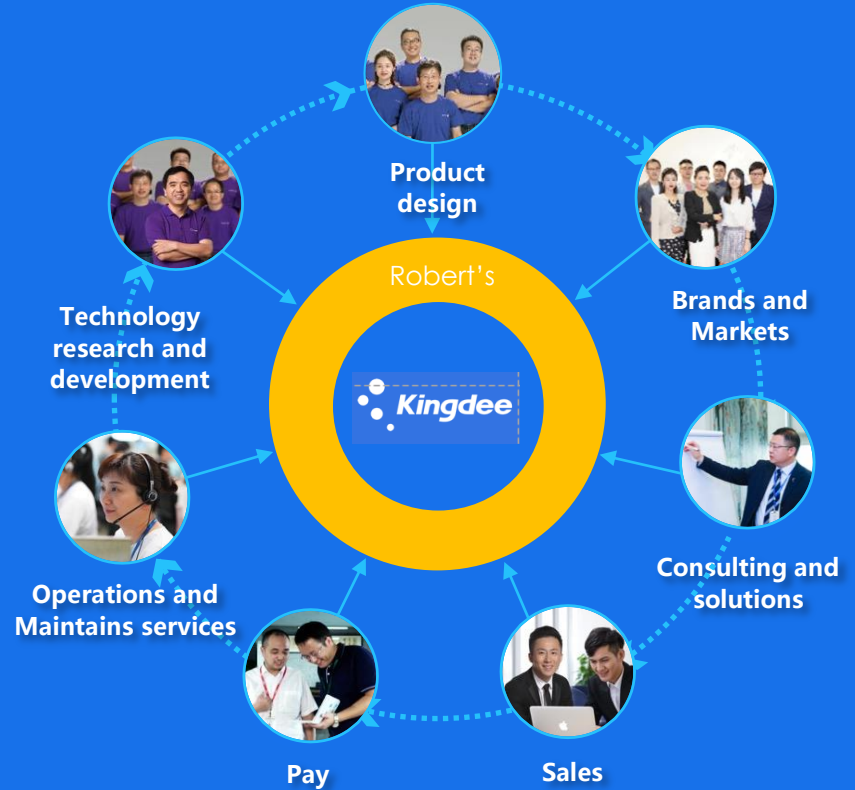 Product
design
Robert’s
Brands and
Markets
Technology
research and
development
Kingdee
Consulting and
solutions
Operations and
Maintains services
Sales
Pay